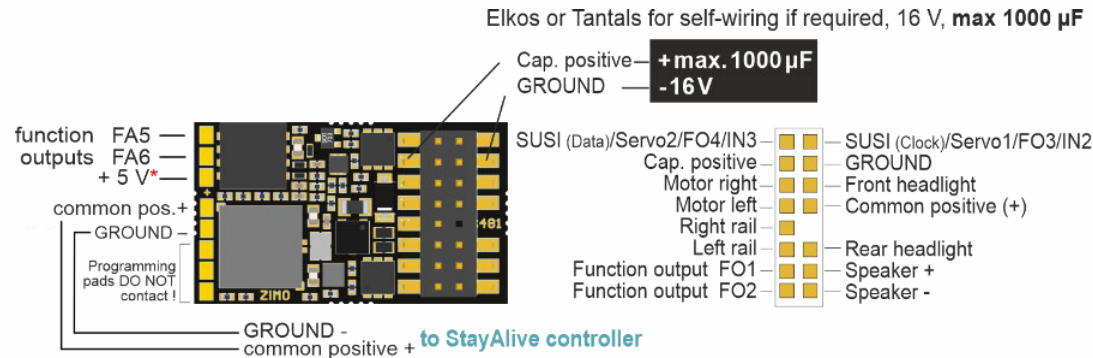 Elkos or Tantals for self-wiring if required, 16 V, max 1000 µF
Cap. positive
GROUND
+max. 1000 µF
-16V
function outputs
FA5
FA6
+ 5 V*
+
common pos.+
GROUND -
Programming
pads DO NOT
contact !
ZIMO
481
GROUND -
common positive +
to StayAlive controller
SUSI (Data)/Servo2/FO4/IN3
SUSI (Clock)/Servo1/FO3/IN2
Cap. positive
GROUND
Motor right
Front headlight
Motor left
Common positive (+)
Right rail
Left rail
Rear headlight
Function output FO1
Speaker +
Function output FO2
Speaker -